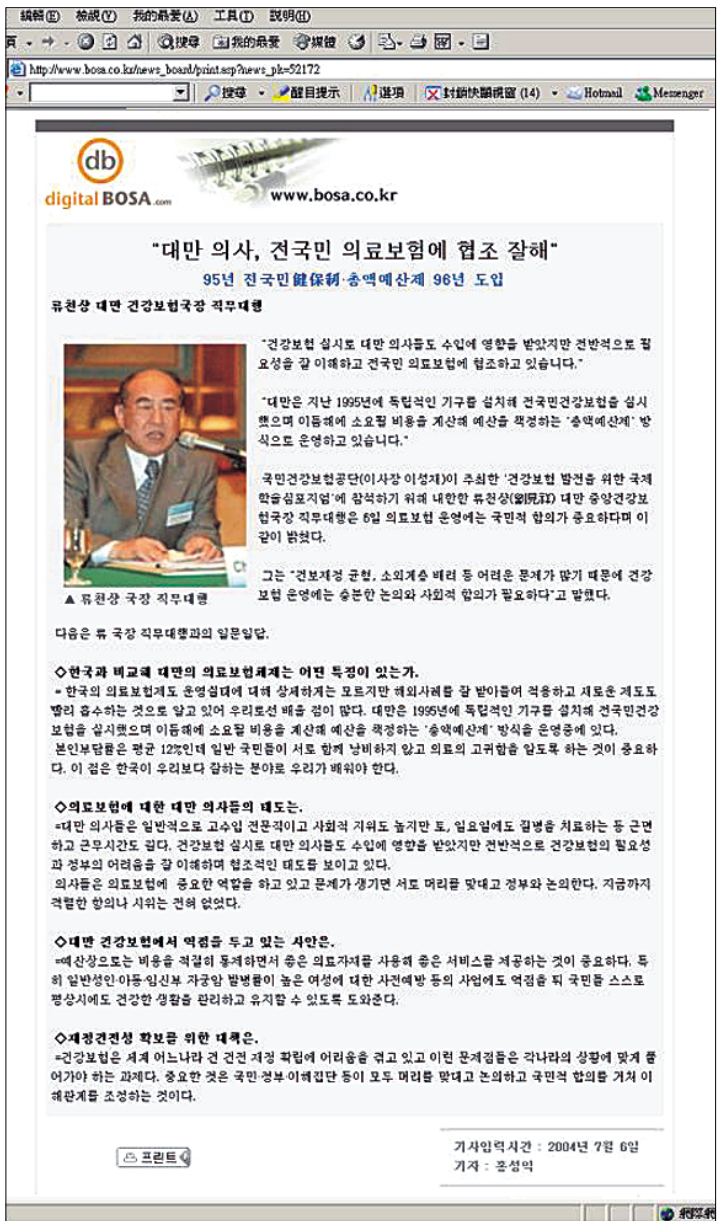 編輯(E) 檢視(V) 我的最愛(A) 工具(T) 說明(H)
頁 搜尋 我的最愛 媒體
http://www.bosa.co.kr/news_board/print.asp?news_pk=52172
搜尋 醒目提示 選項 封鎖快顯視窗 (14) Hotmail Messenger
db
digital BOSA.com
www.bosa.co.kr
"대만 의사, 전국민 의료보험에 협조 잘해"
95년 전국민健保制·총액예산제 96년 도입
류천상 대만 건강보험국장 직무대행
"건강보험 실시로 대만 의사들도 수입에 영향을 받았지만 전반적으로 필
요성을 잘 이해하고 전국민 의료보험에 협조하고 있습니다."
"대만은 지난 1995년에 독립적인 기구를 설치해 전국민건강보험을 실시
했으며 이듬해에 소요될 비용을 계산해 예산을 책정하는 '총액예산제' 방
식으로 운영하고 있습니다."
국민건강보험공단(이사장 이성재)이 주최한 '건강보험 발전을 위한 국제
학술심포지엄'에 참석하기 위해 내한한 류천상(劉見祥) 대만 중앙건강보
험국장 직무대행은 6일 의료보험 운영에는 국민적 합의가 중요하다며 이
같이 밝혔다.
그는 "건보재정 균형, 소외계층 배려 등 어려운 문제가 많기 때문에 건강
보험 운영에는 충분한 논의와 사회적 합의가 필요하다"고 말했다.
▲ 류천상 국장 직무대행
다음은 류 국장 직무대행과의 일문일답.
◇한국과 비교해 대만의 의료보험체제는 어떤 특징이 있는가.
= 한국의 의료보험제도 운영실태에 대해 상세하게는 모르지만 해외사례를 잘 받아들여 적용하고 새로운 제도도
빨리 흡수하는 것으로 알고 있어 우리로선 배울 점이 많다. 대만은 1995년에 독립적인 기구를 설치해 전국민건강
보험을 실시했으며 이듬해에 소요될 비용을 계산해 예산을 책정하는 '총액예산제' 방식을 운영중에 있다.
본인부담률은 평균 12%인데 일반 국민들이 서로 함께 낭비하지 않고 의료의 고귀함을 알도록 하는 것이 중요하
다. 이 점은 한국이 우리보다 잘하는 분야로 우리가 배워야 한다.
◇의료보험에 대한 대만 의사들의 태도는.
=대만 의사들은 일반적으로 고수입 전문직이고 사회적 지위도 높지만 토, 일요일에도 질병을 치료하는 등 근면
하고 근무시간도 길다. 건강보험 실시로 대만 의사들도 수입에 영향을 받았지만 전반적으로 건강보험의 필요성
과 정부의 어려움을 잘 이해하며 협조적인 태도를 보이고 있다.
의사들은 의료보험에 중요한 역할을 하고 있고 문제가 생기면 서로 머리를 맞대고 정부와 논의한다. 지금까지
격렬한 항의나 시위는 전혀 없었다.
◇대만 건강보험에서 역점을 두고 있는 사안은.
=예산상으로는 비용을 적절히 통제하면서 좋은 의료자재를 사용해 좋은 서비스를 제공하는 것이 중요하다. 특
히 일반성인·아동·임신부 자궁암 발병률이 높은 여성에 대한 사전예방 등의 사업에도 역점을 둬 국민들 스스로
평상시에도 건강한 생활을 관리하고 유지할 수 있도록 도와준다.
◇재정건전성 확보를 위한 대책은.
=건강보험은 세계 어느나라 건 건전 재정 확립에 어려움을 겪고 있고 이런 문제점들은 각나라의 상황에 맞게 풀
어가야 하는 과제다. 중요한 것은 국민·정부·이해집단 등이 모두 머리를 맞대고 논의하고 국민적 합의를 거쳐 이
해관계를 조정하는 것이다.
프린트
기사입력시간 : 2004년 7월 6일
기자 : 홍성익